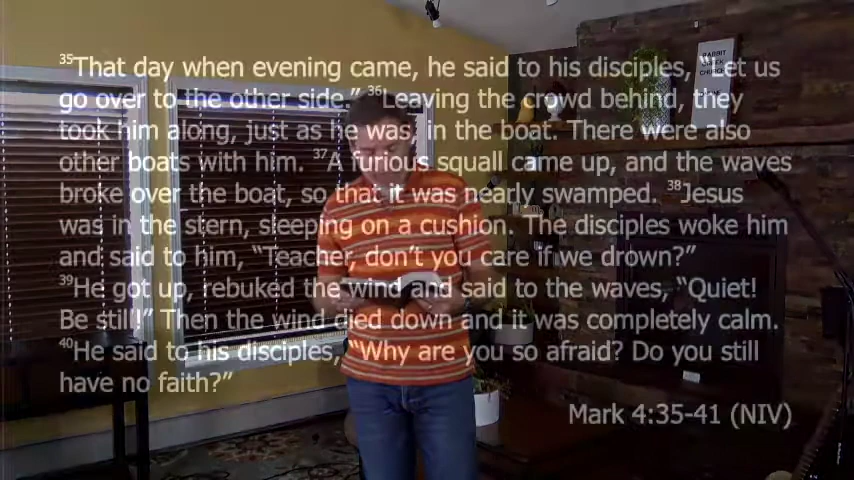 ³⁵That day when evening came, he said to his disciples, “Let us
go over to the other side.” ³⁶Leaving the crowd behind, they
took him along, just as he was, in the boat. There were also
other boats with him. ³⁷A furious squall came up, and the waves
broke over the boat, so that it was nearly swamped. ³⁸Jesus
was in the stern, sleeping on a cushion. The disciples woke him
and said to him, “Teacher, don’t you care if we drown?”
³⁹He got up, rebuked the wind and said to the waves, “Quiet!
Be still!” Then the wind died down and it was completely calm.
⁴⁰He said to his disciples, “Why are you so afraid? Do you still
have no faith?”
Mark 4:35-41 (NIV)
RABBIT
CREEK
CHURCH